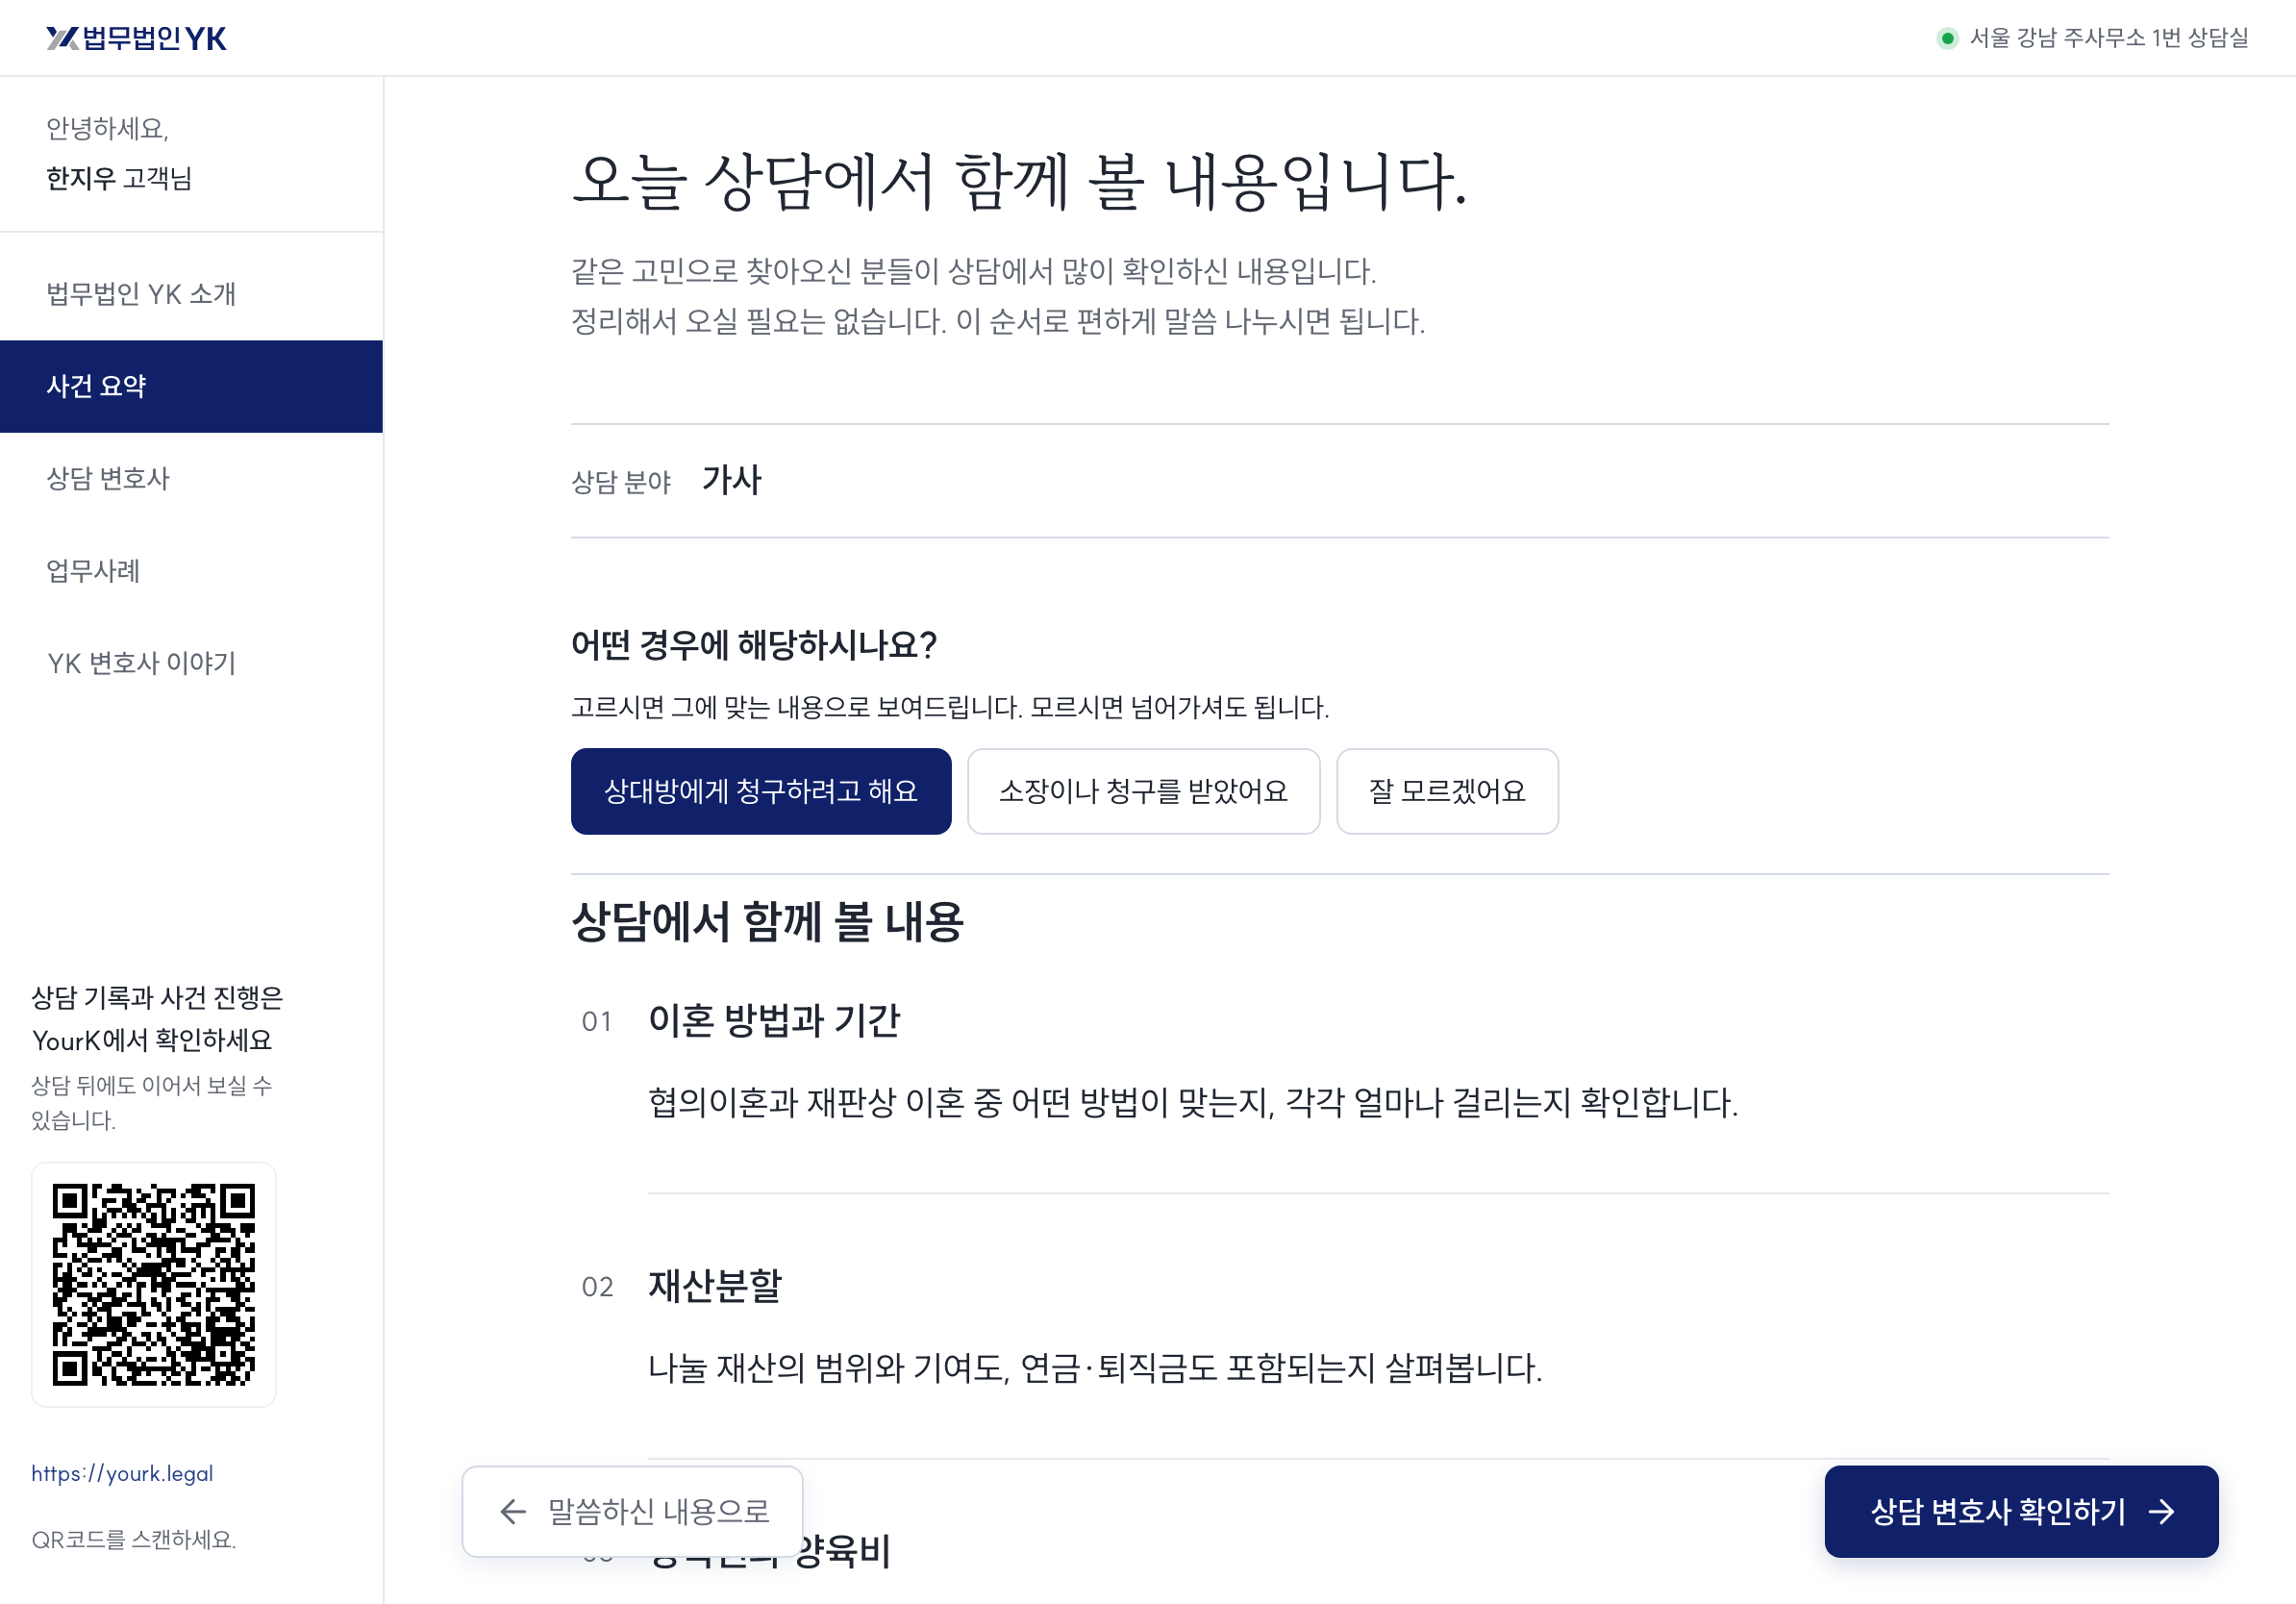 법무법인 YK
서울 강남 주사무소 1번 상담실
안녕하세요,
한지우 고객님
법무법인 YK 소개
사건 요약
상담 변호사
업무사례
YK 변호사 이야기
상담 기록과 사건 진행은
YourK에서 확인하세요
상담 뒤에도 이어서 보실 수
있습니다.
https://yourk.legal
QR코드를 스캔하세요.
오늘 상담에서 함께 볼 내용입니다.
같은 고민으로 찾아오신 분들이 상담에서 많이 확인하신 내용입니다.
정리해서 오실 필요는 없습니다. 이 순서로 편하게 말씀 나누시면 됩니다.
상담 분야 가사
어떤 경우에 해당하시나요?
고르시면 그에 맞는 내용으로 보여드립니다. 모르시면 넘어가셔도 됩니다.
상대방에게 청구하려고 해요
소장이나 청구를 받았어요
잘 모르겠어요
상담에서 함께 볼 내용
01 이혼 방법과 기간
협의이혼과 재판상 이혼 중 어떤 방법이 맞는지, 각각 얼마나 걸리는지 확인합니다.
02 재산분할
나눌 재산의 범위와 기여도, 연금·퇴직금도 포함되는지 살펴봅니다.
양육비
← 말씀하신 내용으로
상담 변호사 확인하기 →